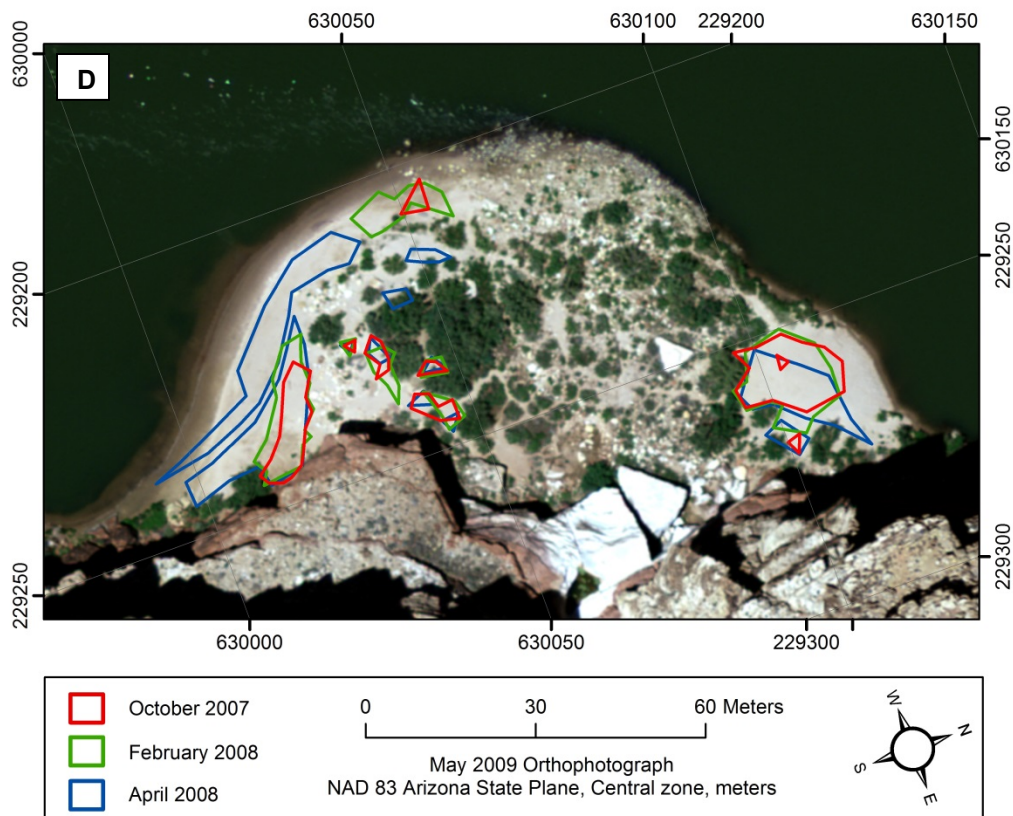 630050 630100 229200 630150
630000
D
630150
229250
229200
229300
229250
630000 630050 229300
October 2007
February 2008
April 2008
0 30 60 Meters
May 2009 Orthophotograph
NAD 83 Arizona State Plane, Central zone, meters
W
N
S
E